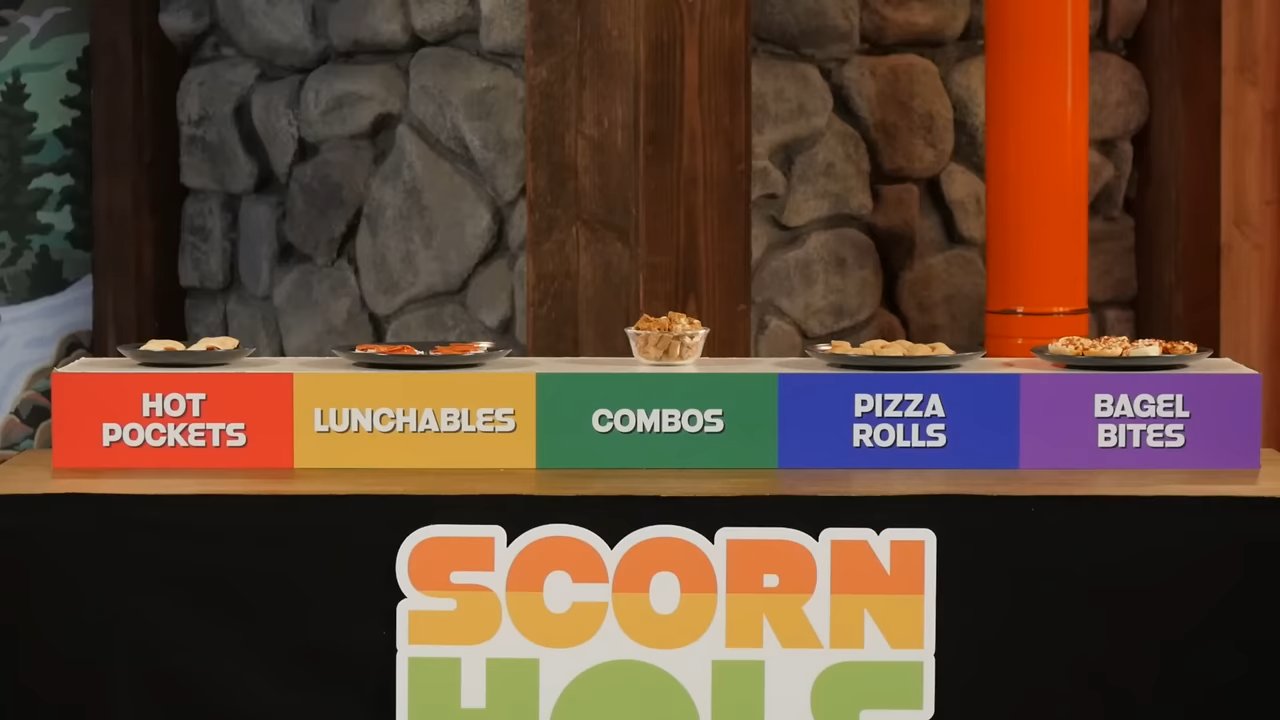 HOT
POCKETS
LUNCHABLES
COMBOS
PIZZA
ROLLS
BAGEL
BITES
SCORN